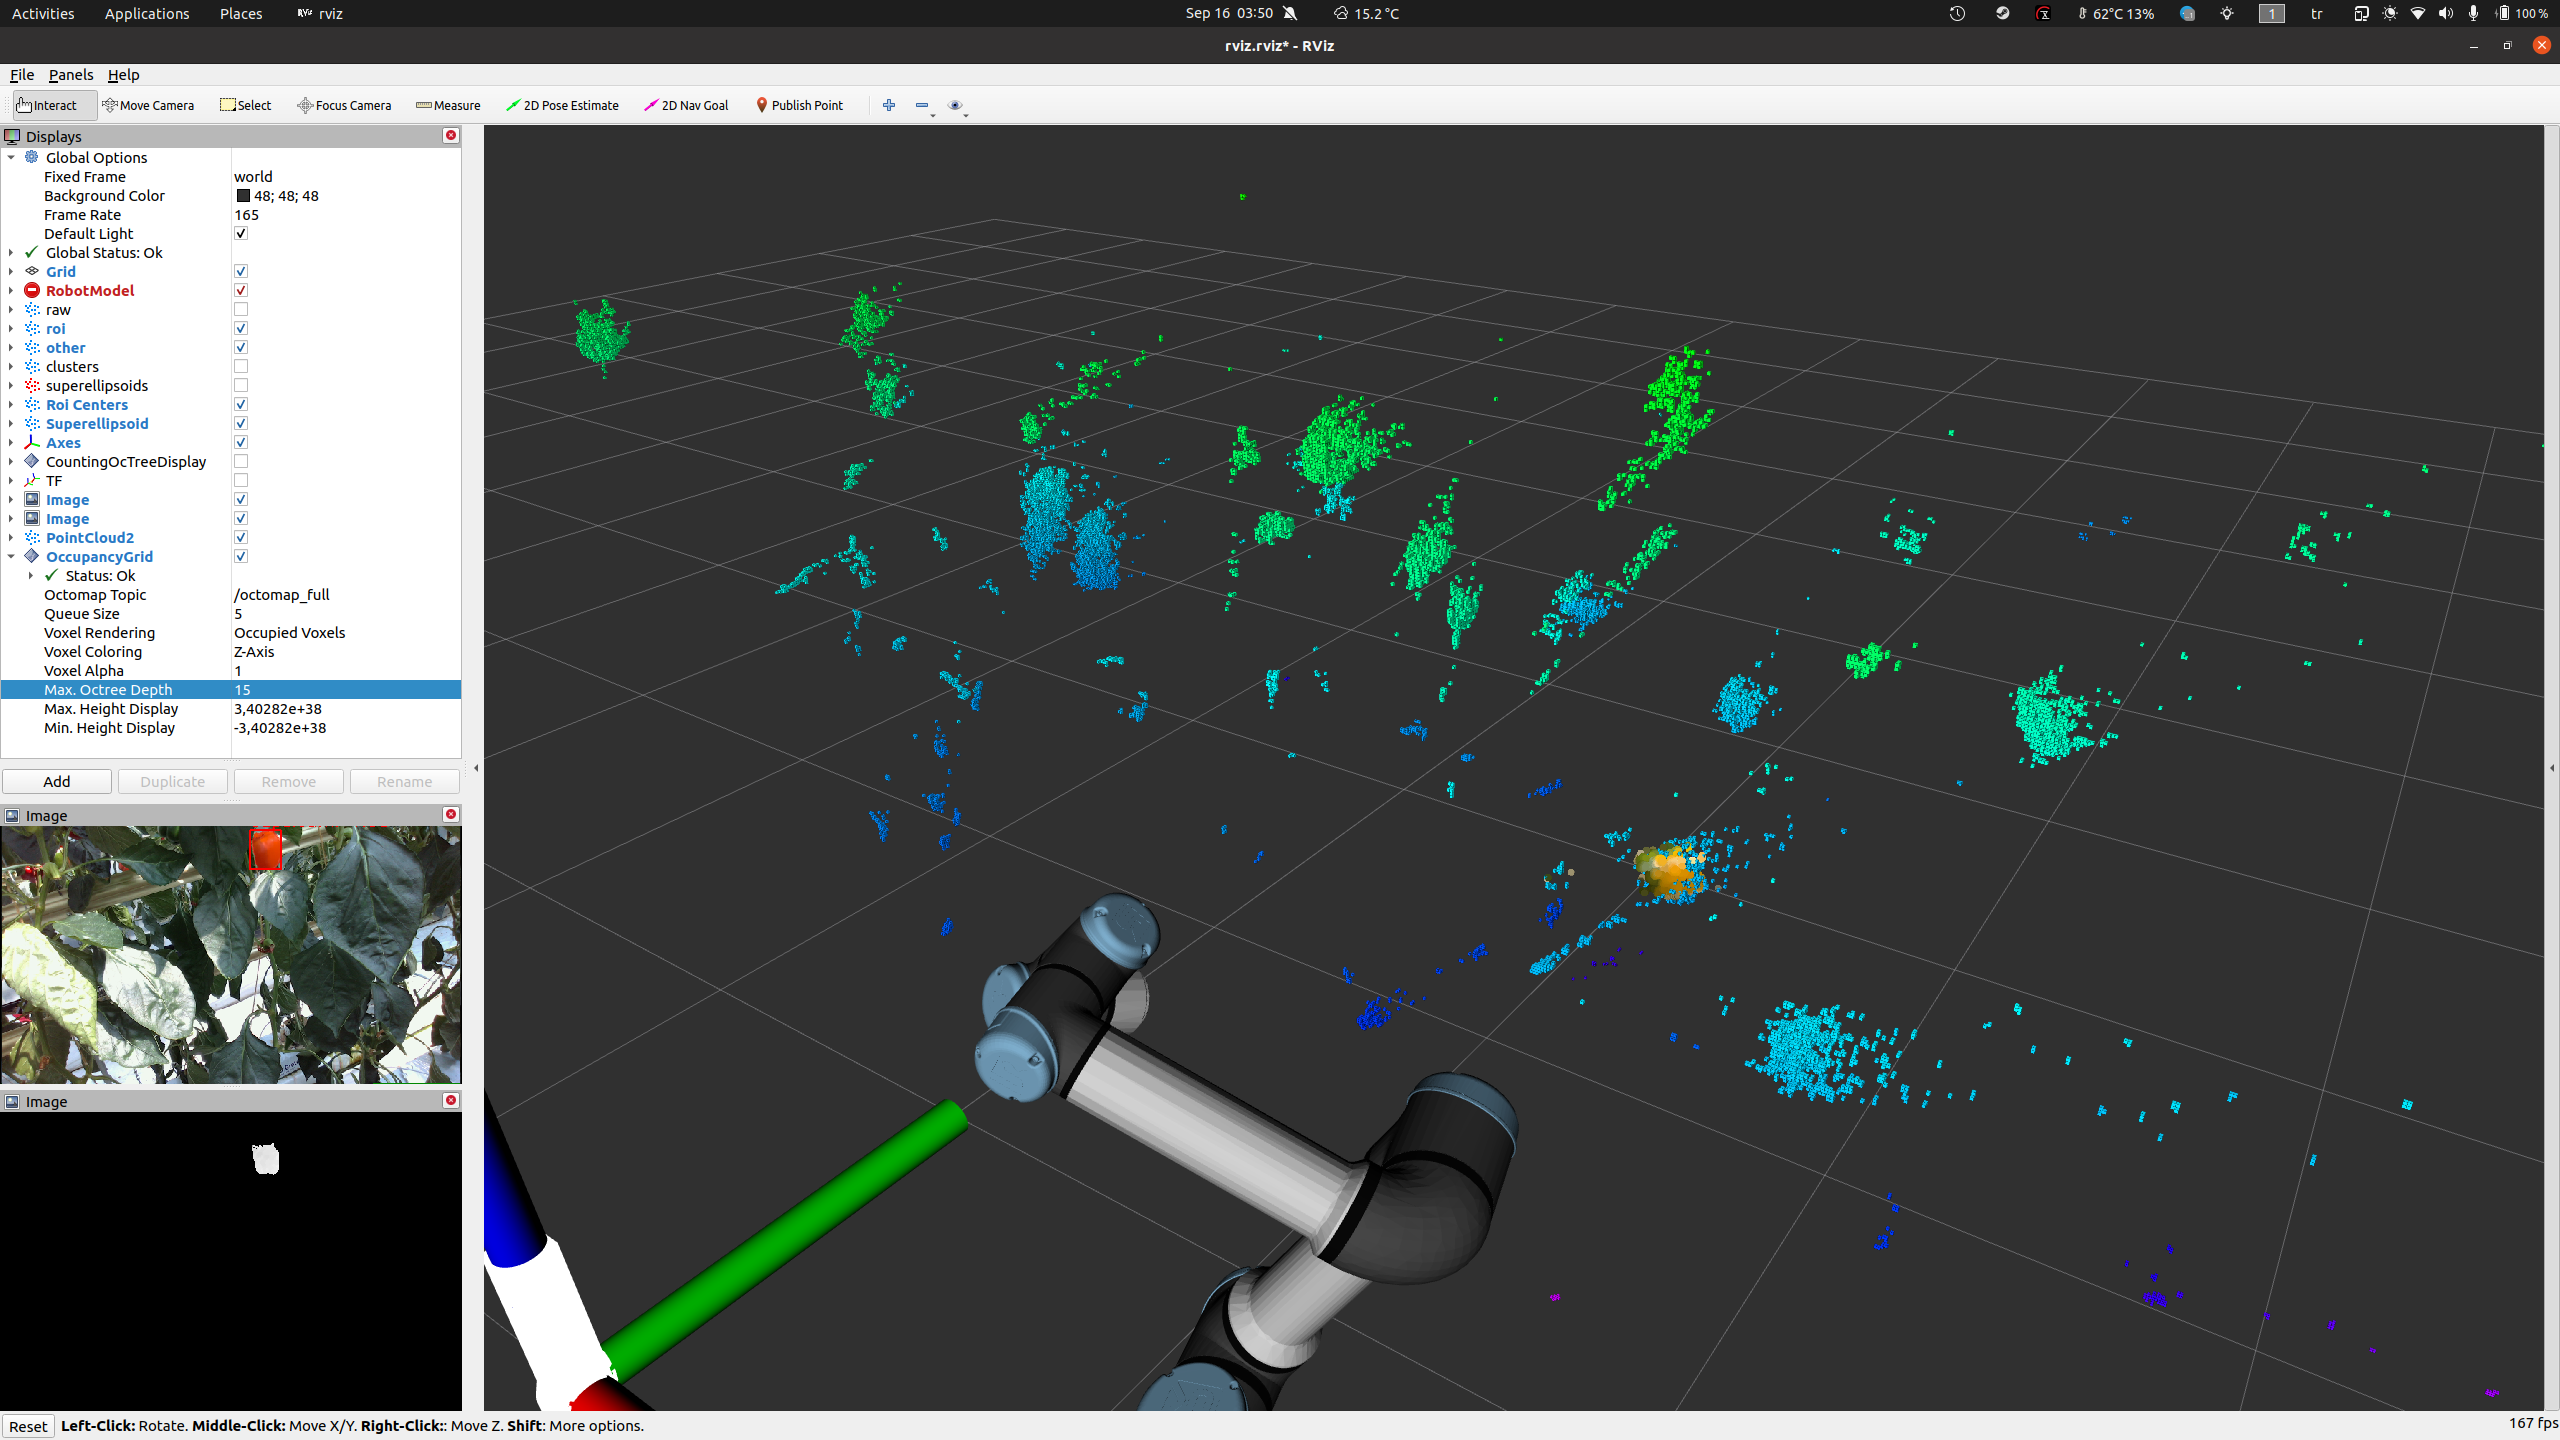 Activities Applications Places rviz Sep 16 03:50 15.2 °C 62°C 13% 1 tr 100 %
rviz.rviz* - RViz
File Panels Help
Interact Move Camera Select Focus Camera Measure 2D Pose Estimate 2D Nav Goal Publish Point
Displays
Global Options
Fixed Frame world
Background Color 48; 48; 48
Frame Rate 165
Default Light
Global Status: Ok
Grid
RobotModel
raw
roi
other
clusters
superellipsoids
Roi Centers
Superellipsoid
Axes
CountingOcTreeDisplay
TF
Image
Image
PointCloud2
OccupancyGrid
Status: Ok
Octomap Topic /octomap_full
Queue Size 5
Voxel Rendering Occupied Voxels
Voxel Coloring Z-Axis
Voxel Alpha 1
Max. Octree Depth 15
Max. Height Display 3,40282e+38
Min. Height Display -3,40282e+38
Add Duplicate Remove Rename
Image
Image
Reset Left-Click: Rotate. Middle-Click: Move X/Y. Right-Click:: Move Z. Shift: More options. 167 fps